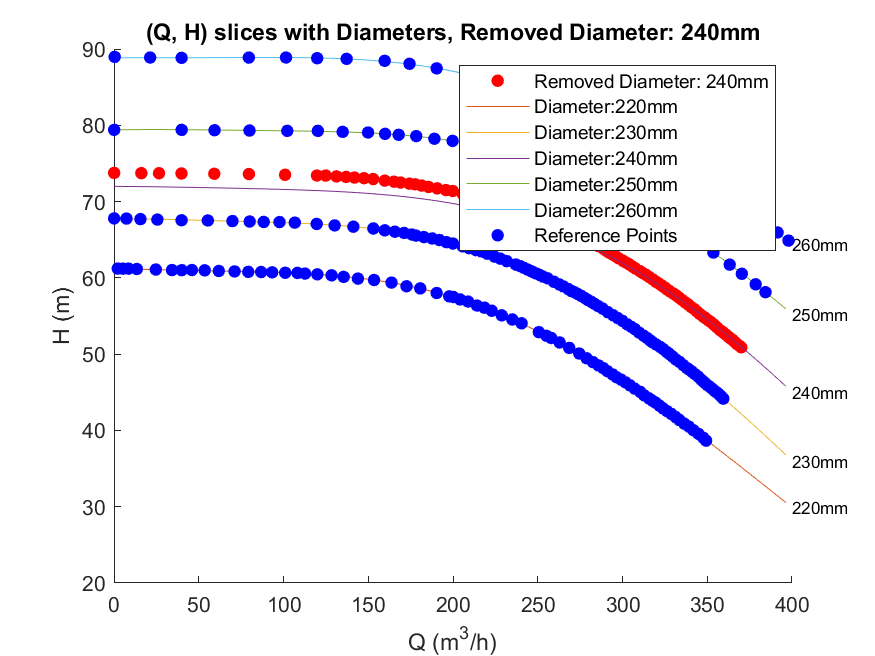 (Q, H) slices with Diameters, Removed Diameter: 240mm
90
80
70
60
50
40
30
20
H (m)
Removed Diameter: 240mm
Diameter:220mm
Diameter:230mm
Diameter:240mm
Diameter:250mm
Diameter:260mm
Reference Points
260mm
250mm
240mm
230mm
220mm
0 50 100 150 200 250 300 350 400
Q (m³/h)